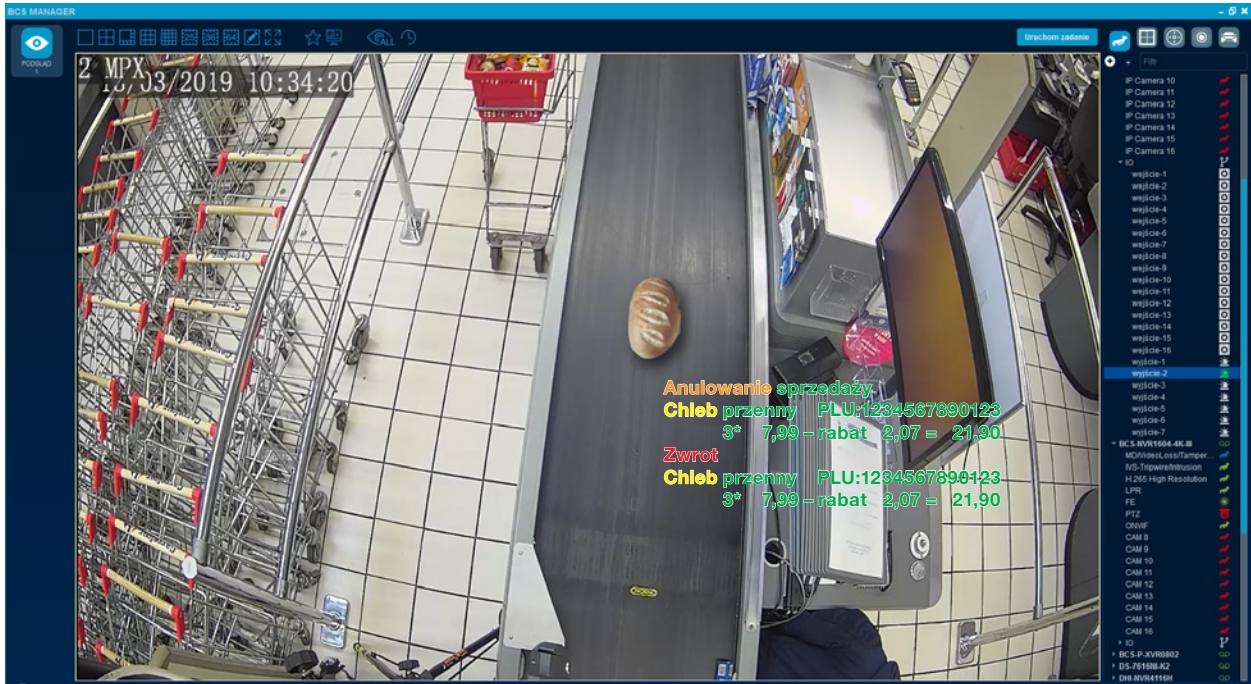 BCS MANAGER
PODGLĄD
1
ALL
Uruchom zadanie
Filtr
2 MPX
/03/2019 10:34:20
Anulowanie sprzedaży
Chleb przenny PLU:1234567890123
3* 7,99 – rabat 2,07 = 21,90
Zwrot
Chleb przenny PLU:1234567890123
3* 7,99 – rabat 2,07 = 21,90
IP Camera 10
IP Camera 11
IP Camera 12
IP Camera 13
IP Camera 14
IP Camera 15
IP Camera 16
IO
wejście-1
wejście-2
wejście-3
wejście-4
wejście-5
wejście-6
wejście-7
wejście-8
wejście-9
wejście-10
wejście-11
wejście-12
wejście-13
wejście-14
wejście-15
wejście-16
wyjście-1
wyjście-2
wyjście-3
wyjście-4
wyjście-5
wyjście-6
wyjście-7
BCS-NVR1604-4K-III
MD/VideoLoss/Tamper...
IVS-Tripwire/Intrusion
H.265 High Resolution
LPR
FE
PTZ
ONVIF
CAM 8
CAM 9
CAM 10
CAM 11
CAM 12
CAM 13
CAM 14
CAM 15
CAM 16
IO
BCS-P-XVR0802
DS-7616NI-K2
DHI-NVR4116H